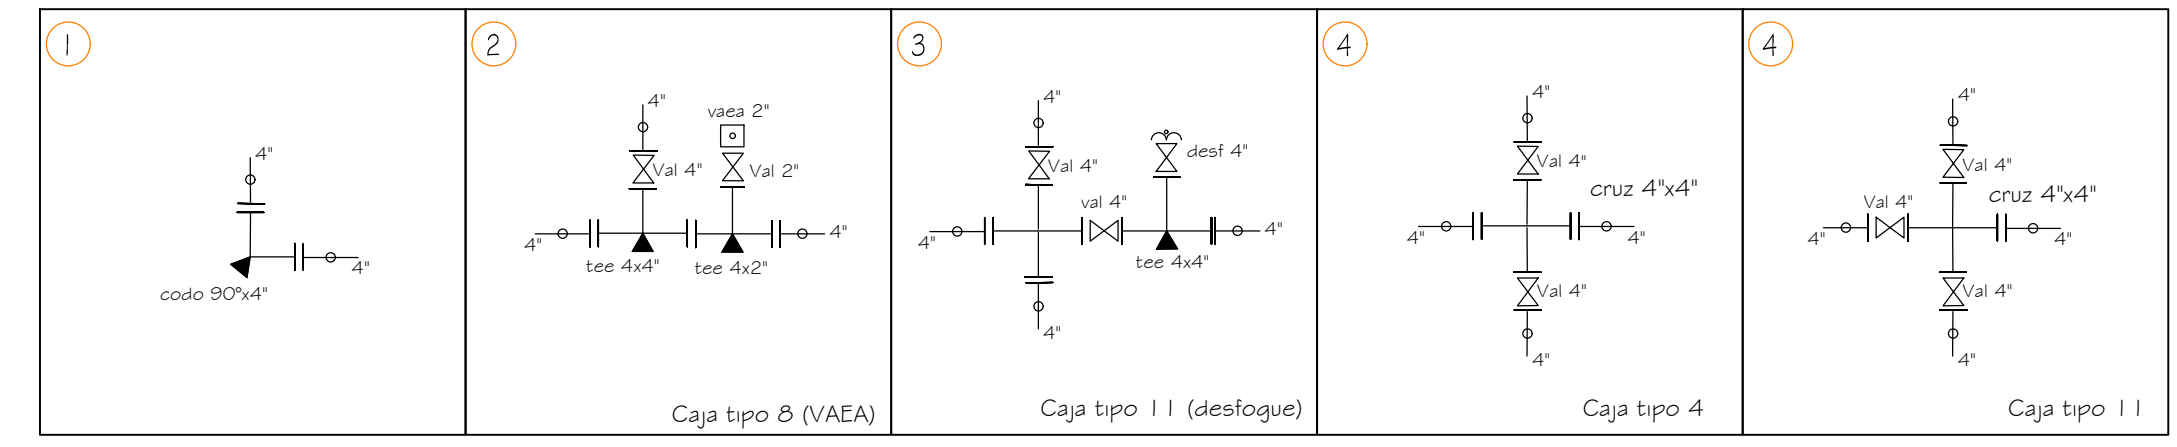 1
4"
4"
codo 90°x4"
2
4"
vaea 2"
Val 4"
Val 2"
4"
4"
tee 4x4"
tee 4x2"
Caja tipo 8 (VAEA)
3
4"
Val 4"
desf 4"
val 4"
4"
4"
tee 4x4"
4"
Caja tipo 11 (desfogue)
4
4"
Val 4"
cruz 4"x4"
4"
4"
Val 4"
4"
Caja tipo 4
4
4"
Val 4"
Val 4"
cruz 4"x4"
4"
4"
Val 4"
4"
Caja tipo 11